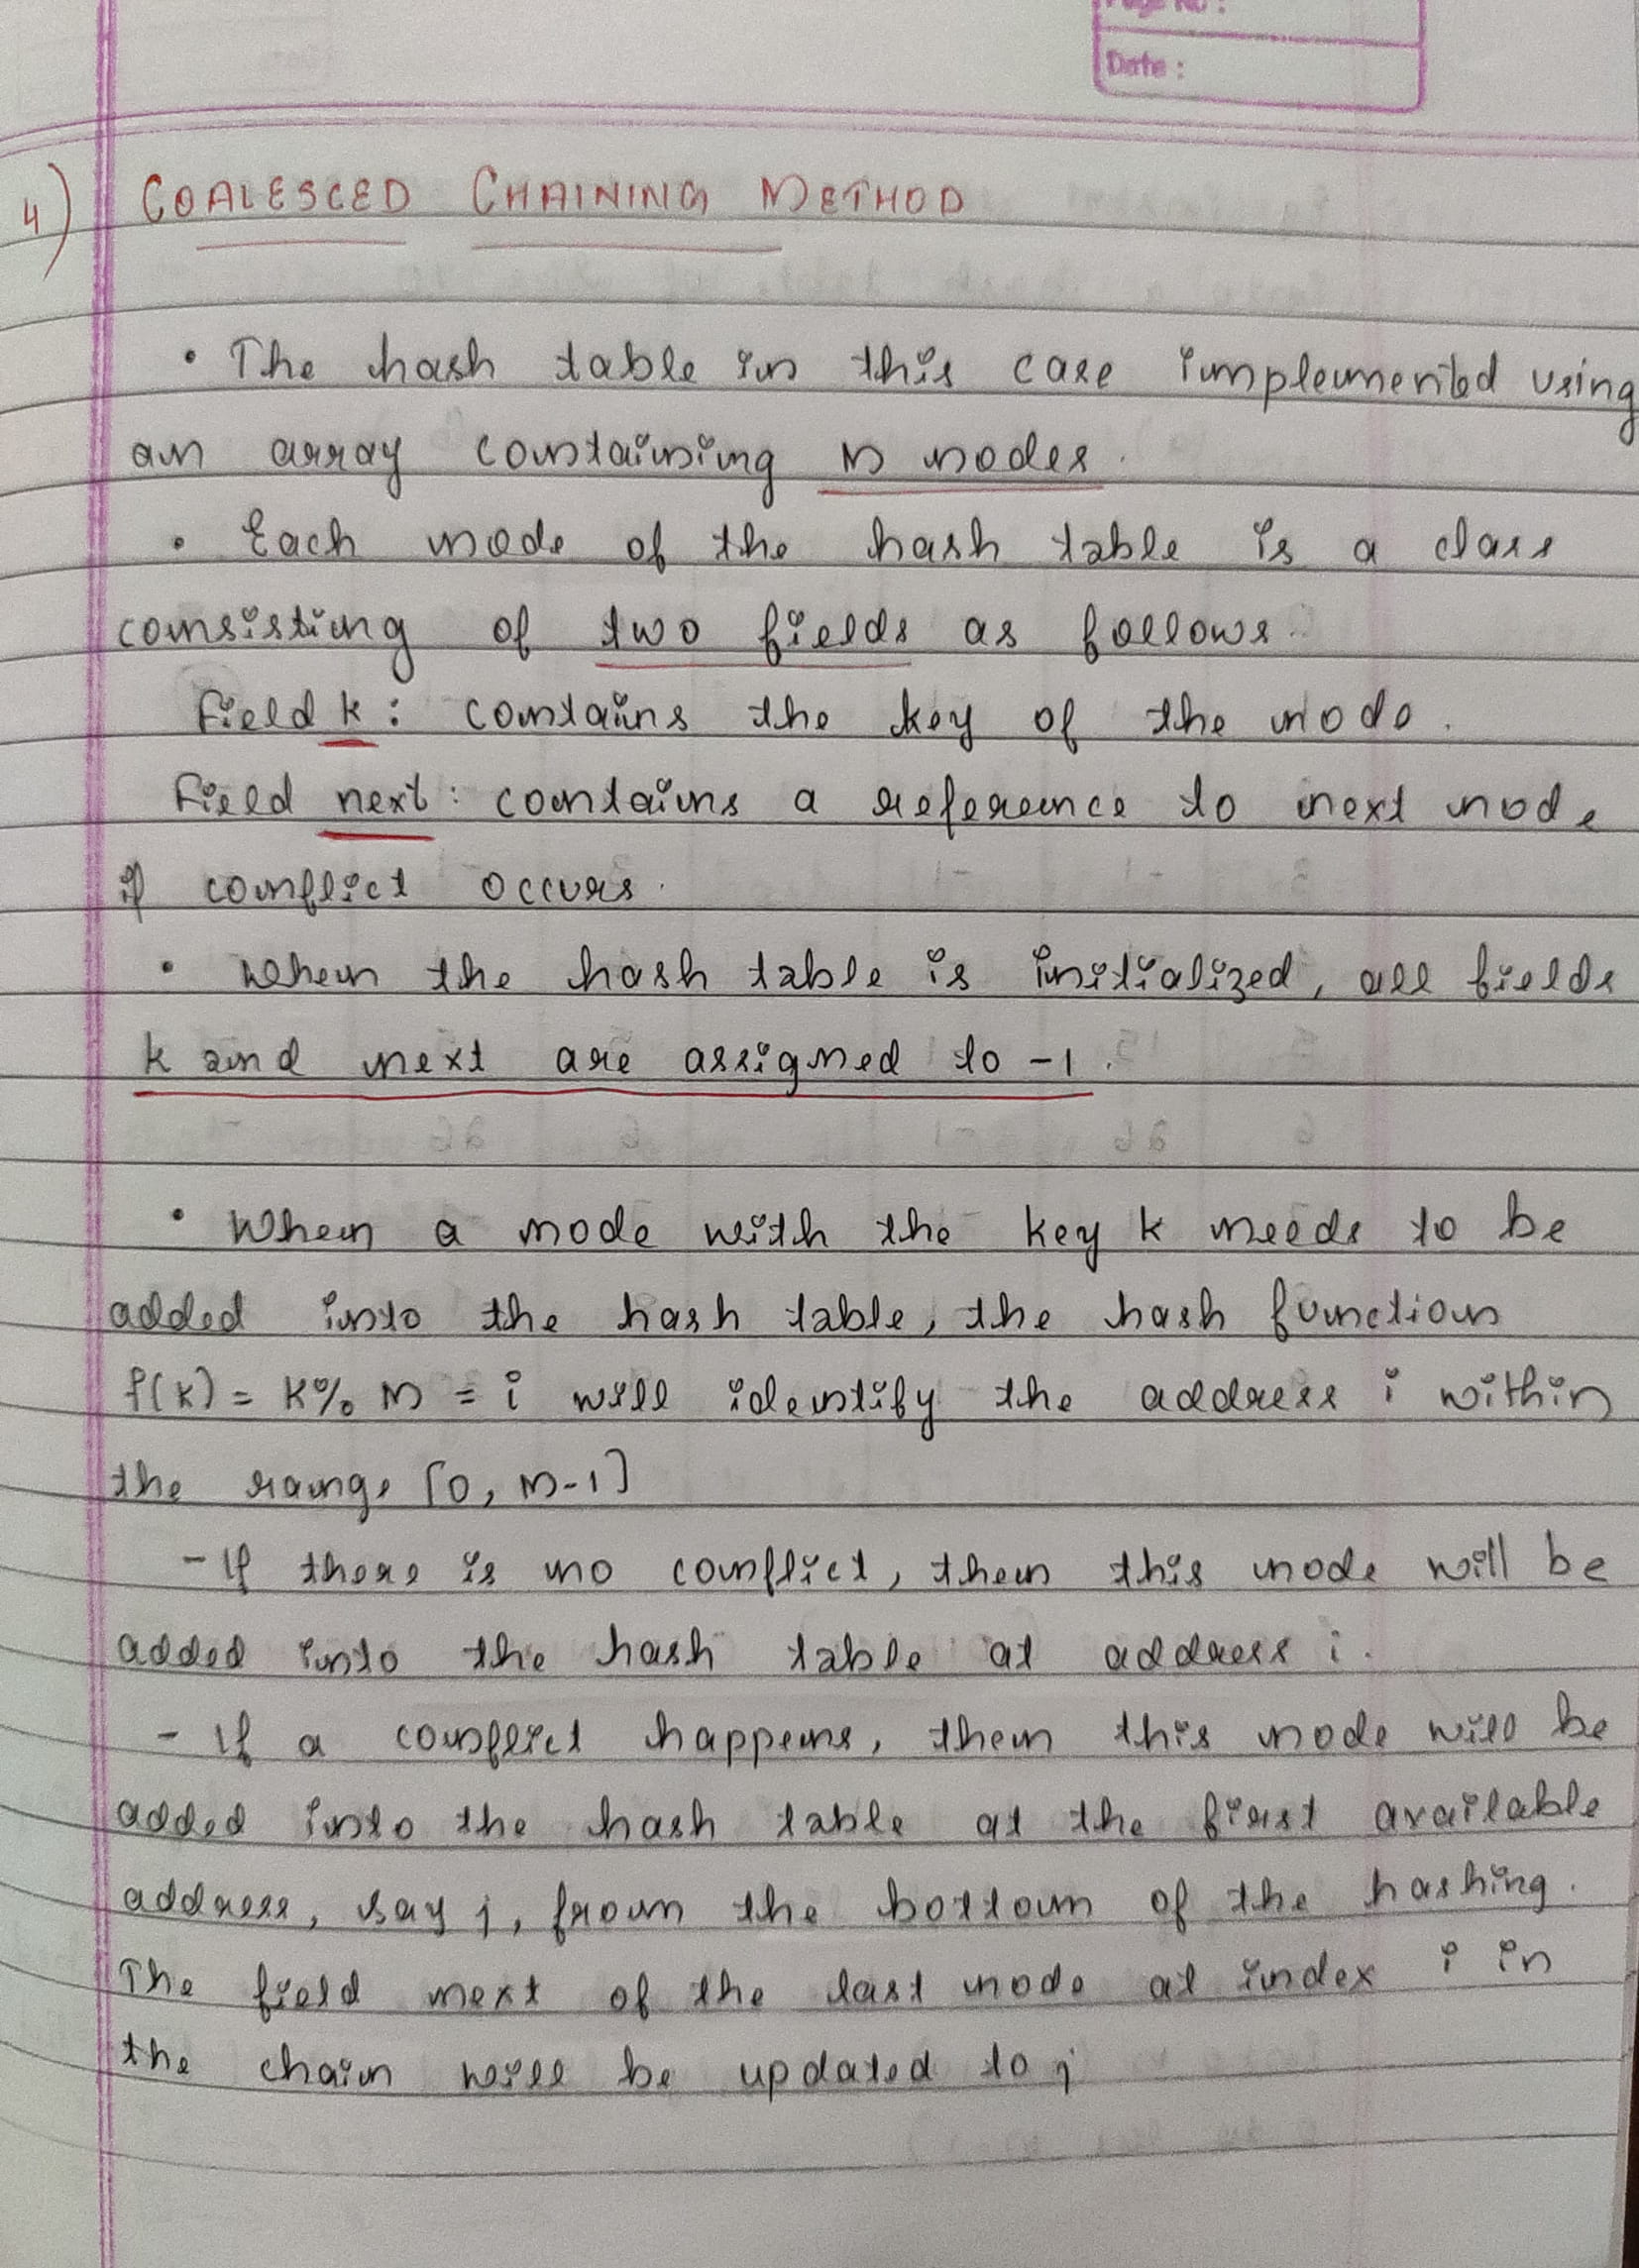 Page No :
Date :
4) COALESCED CHAINING METHOD
• The hash table in this case implemented using
an array containing M nodes.
• Each node of the hash table is a class
consisting of two fields as follows:
Field k : contains the key of the node.
Field next : contains a reference to next node
if conflict occurs.
• When the hash table is initialized, all fields
k and next are assigned to -1.
• When a node with the key k needs to be
added into the hash table, the hash function
f(k) = K% M = i will identify the address i within
the range [0, M-1]
- If there is no conflict, then this node will be
added into the hash table at address i.
- If a conflict happens, then this node will be
added into the hash table at the first available
address, say j, from the bottom of the hashing.
The field next of the last node at index i in
the chain will be updated to j